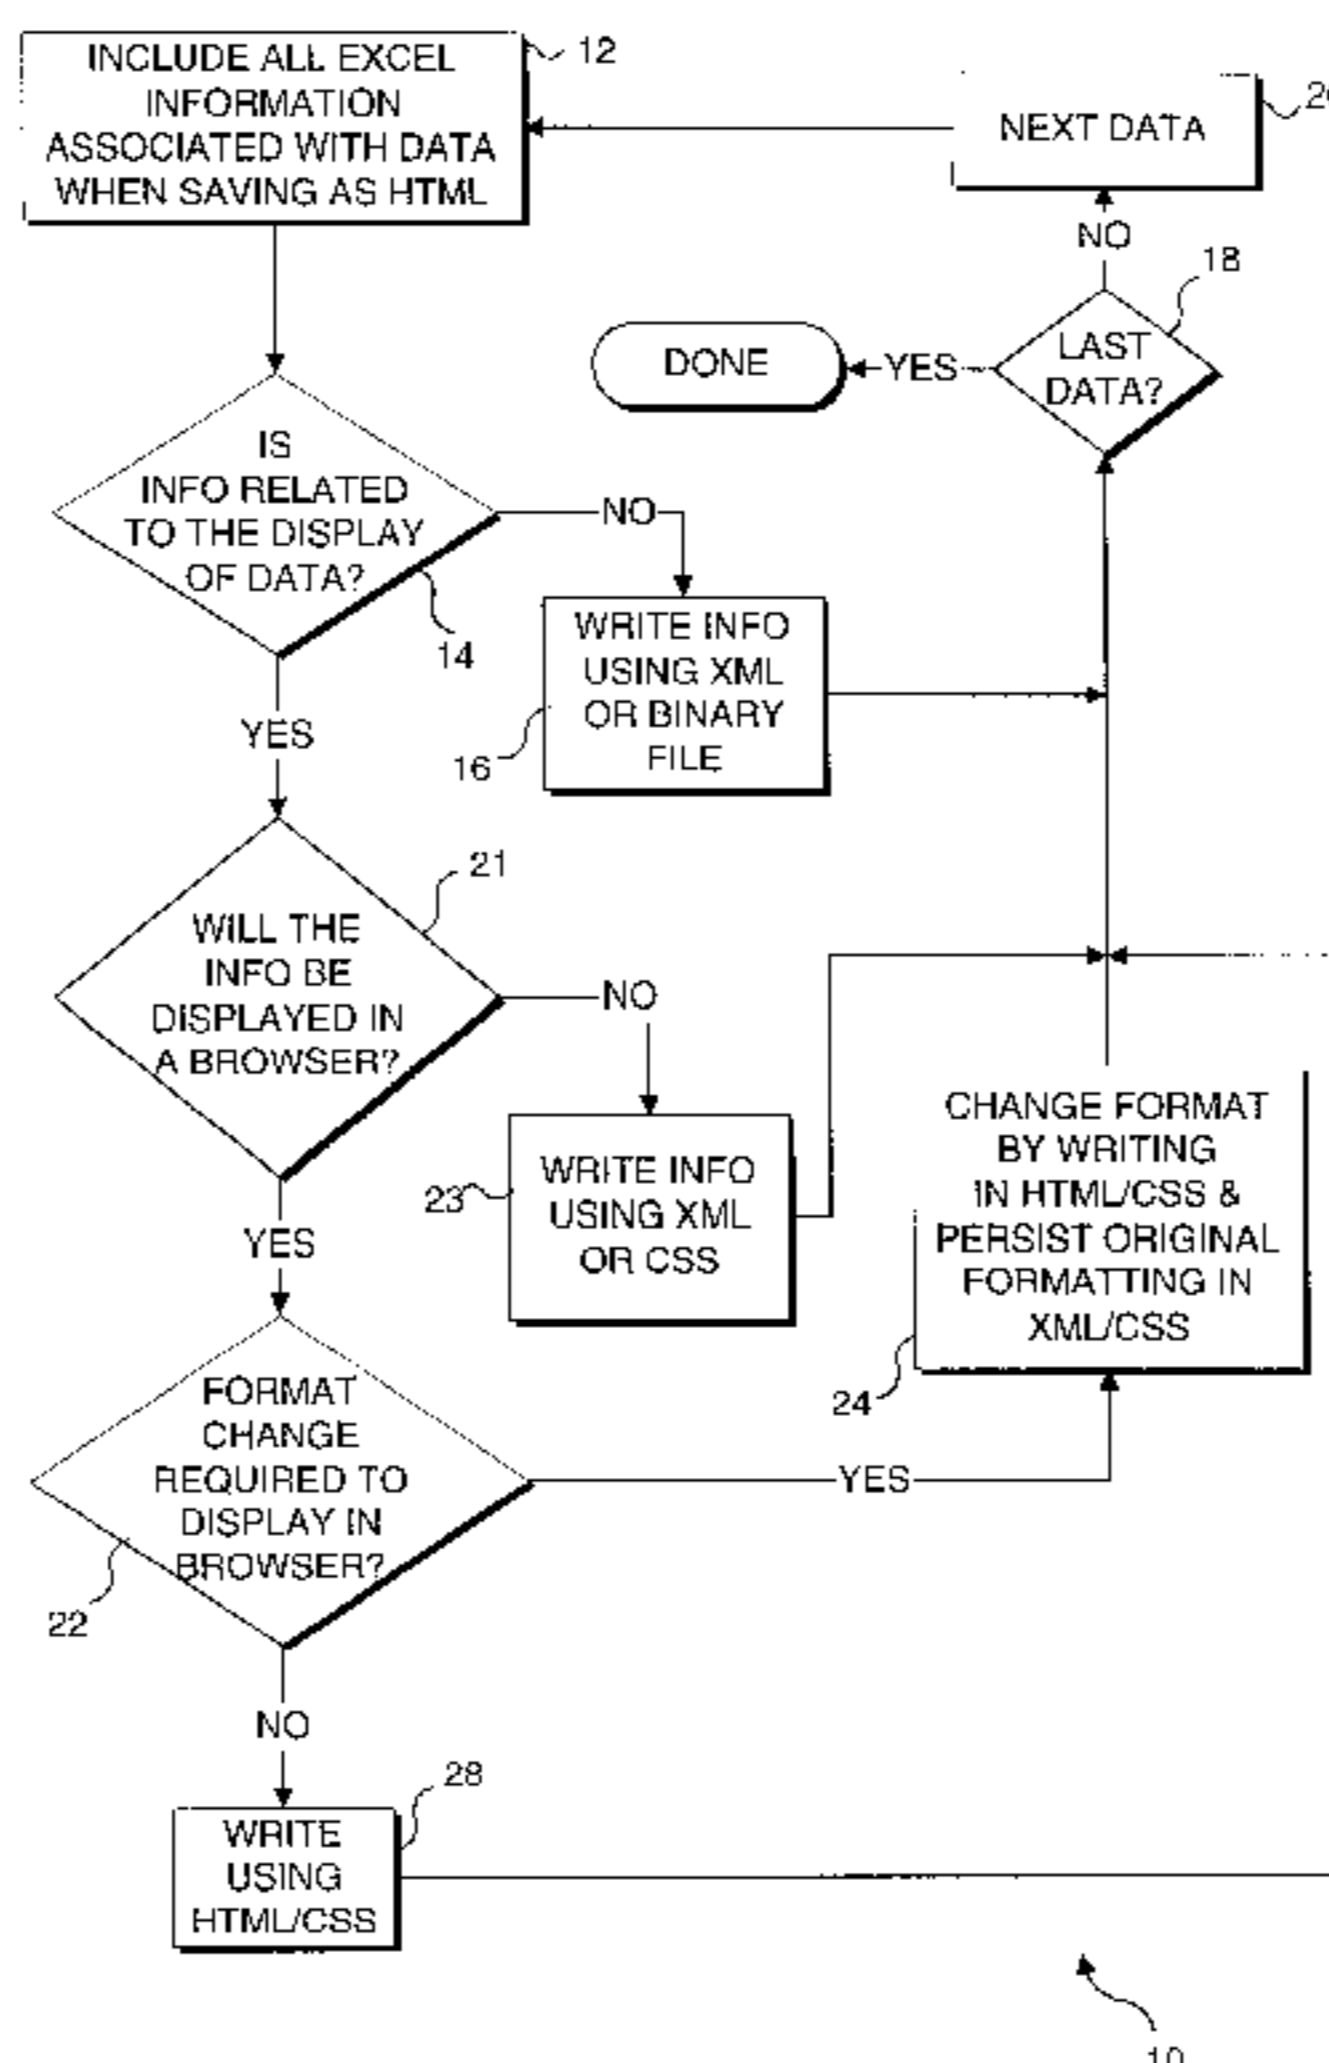 INCLUDE ALL EXCEL
INFORMATION
ASSOCIATED WITH DATA
WHEN SAVING AS HTML
12
NEXT DATA
NO
18
LAST
DATA?
YES
DONE
IS
INFO RELATED
TO THE DISPLAY
OF DATA?
14
NO
WRITE INFO
USING XML
OR BINARY
FILE
16
YES
WILL THE
INFO BE
DISPLAYED IN
A BROWSER?
21
NO
WRITE INFO
USING XML
OR CSS
23
CHANGE FORMAT
BY WRITING
IN HTML/CSS &
PERSIST ORIGINAL
FORMATTING IN
XML/CSS
24
YES
FORMAT
CHANGE
REQUIRED TO
DISPLAY IN
BROWSER?
22
YES
NO
WRITE
USING
HTML/CSS
28
10